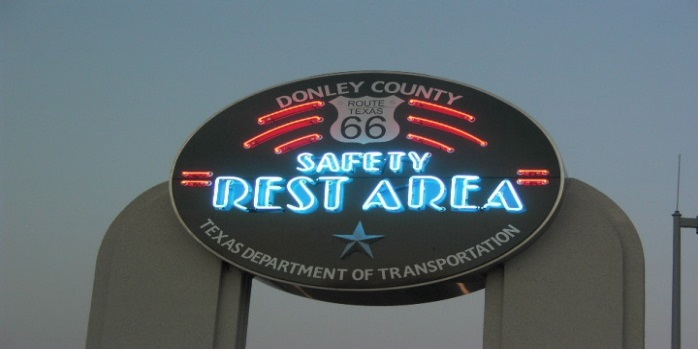 DONLEY COUNTY
ROUTE
TEXAS
66
SAFETY
REST AREA
TEXAS DEPARTMENT OF TRANSPORTATION